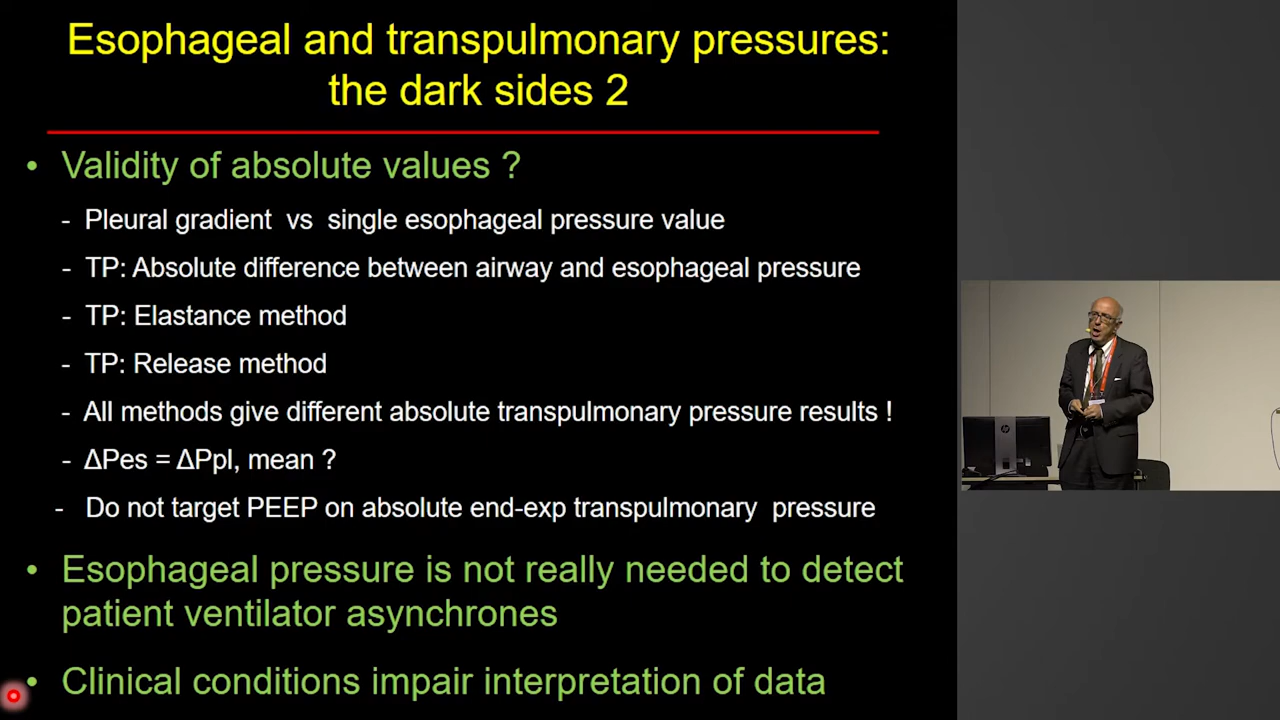 Esophageal and transpulmonary pressures:
the dark sides 2
• Validity of absolute values ?
- Pleural gradient vs single esophageal pressure value
- TP: Absolute difference between airway and esophageal pressure
- TP: Elastance method
- TP: Release method
- All methods give different absolute transpulmonary pressure results !
- ΔPes = ΔPpl, mean ?
- Do not target PEEP on absolute end-exp transpulmonary pressure
• Esophageal pressure is not really needed to detect
patient ventilator asynchrones
• Clinical conditions impair interpretation of data
hp